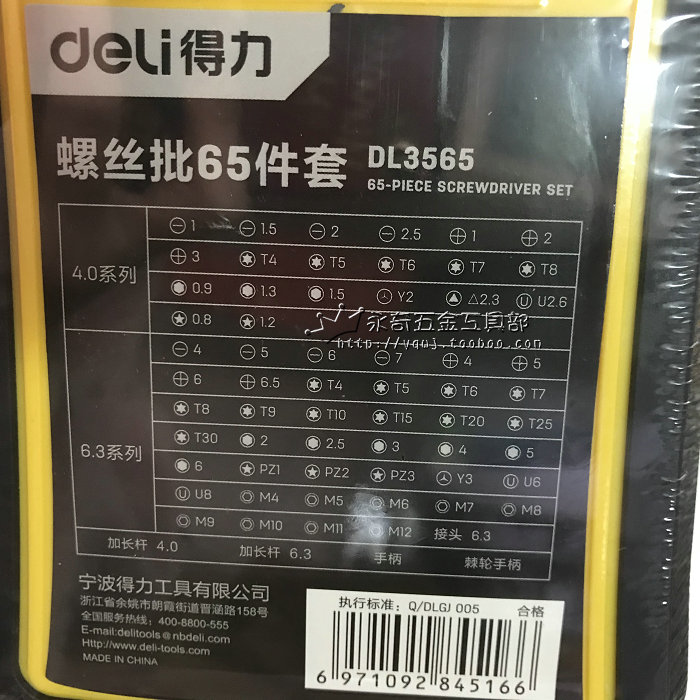 deli得力
螺丝批65件套 DL3565
65-PIECE SCREWDRIVER SET
4.0系列
1 1.5 2 2.5 1 2
3 T4 T5 T6 T7 T8
0.9 1.3 1.5 Y2 △2.3 U2.6
0.8 1.2
永奇五金工具部
http://yqwj.taobao.com
6.3系列
4 5 6 7 4 5
6 6.5 T4 T5 T6 T7
T8 T9 T10 T15 T20 T25
T30 2 2.5 3 4 5
6 PZ1 PZ2 PZ3 Y3 U6
U8 M4 M5 M6 M7 M8
M9 M10 M11 M12 接头 6.3
加长杆 4.0 加长杆 6.3 手柄 棘轮手柄
宁波得力工具有限公司
浙江省余姚市朗霞街道晋涵路158号
全国服务热线：400-8800-555
E-mail:delitools@nbdeli.com
Web:http://www.deli-tools.com
MADE IN CHINA
执行标准：Q/DLGJ 005 合格
6 971092 845166